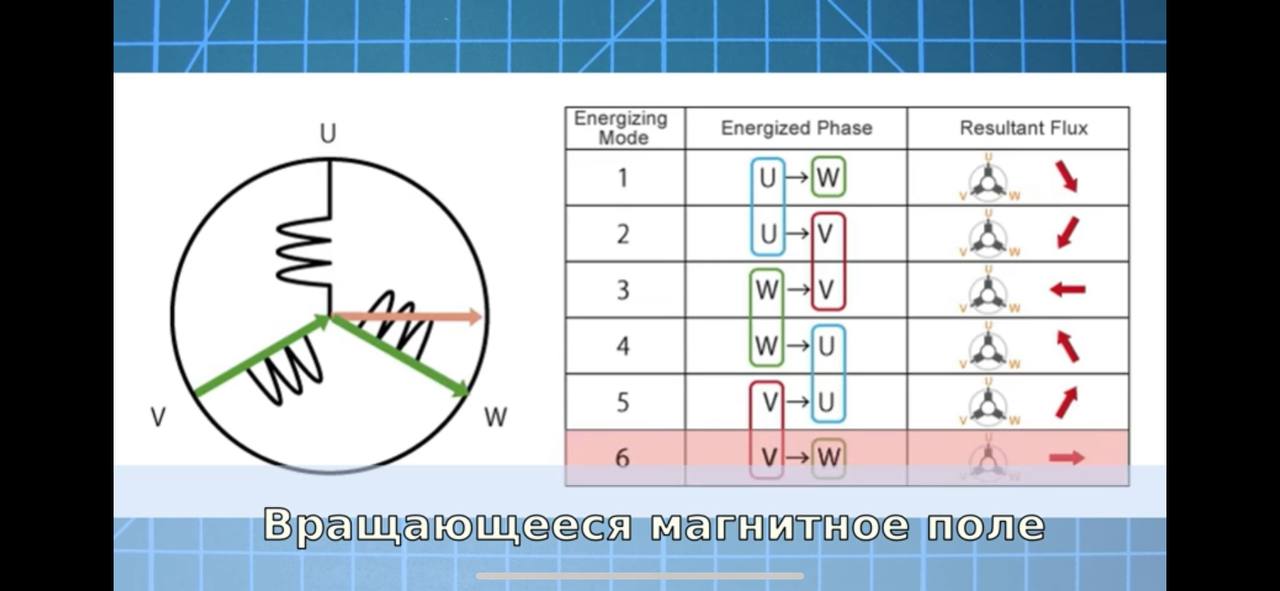 U
V
W
Energizing Mode
Energized Phase
Resultant Flux
1
U→W
U
V
W
2
U→V
U
V
W
3
W→V
U
V
W
4
W→U
U
V
W
5
V→U
U
V
W
6
V→W
U
Вращающееся магнитное поле